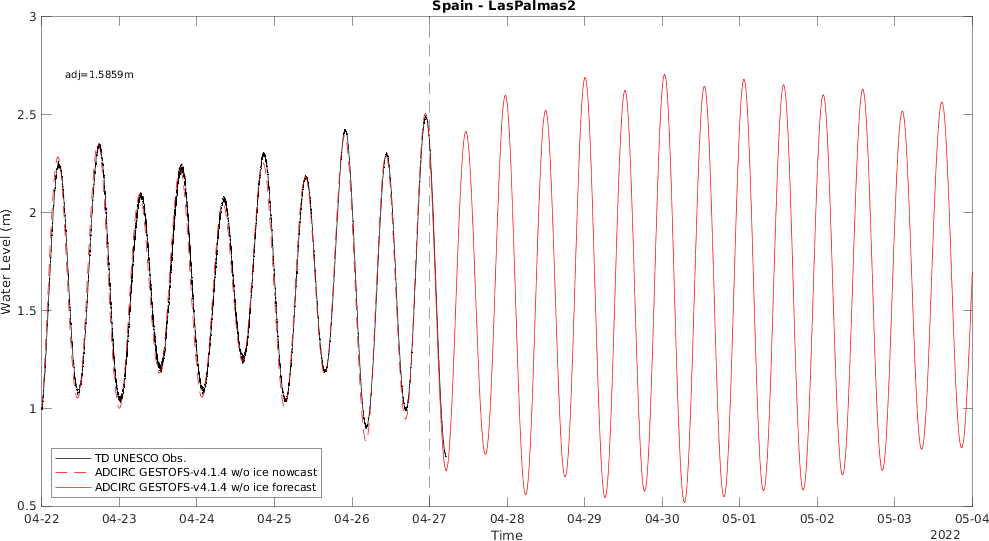 Spain - LasPalmas2
adj=1.5859m
3
2.5
2
1.5
1
0.5
Water Level (m)
TD UNESCO Obs.
ADCIRC GESTOFS-v4.1.4 w/o ice nowcast
ADCIRC GESTOFS-v4.1.4 w/o ice forecast
04-22 04-23 04-24 04-25 04-26 04-27 04-28 04-29 04-30 05-01 05-02 05-03 05-04
Time
2022